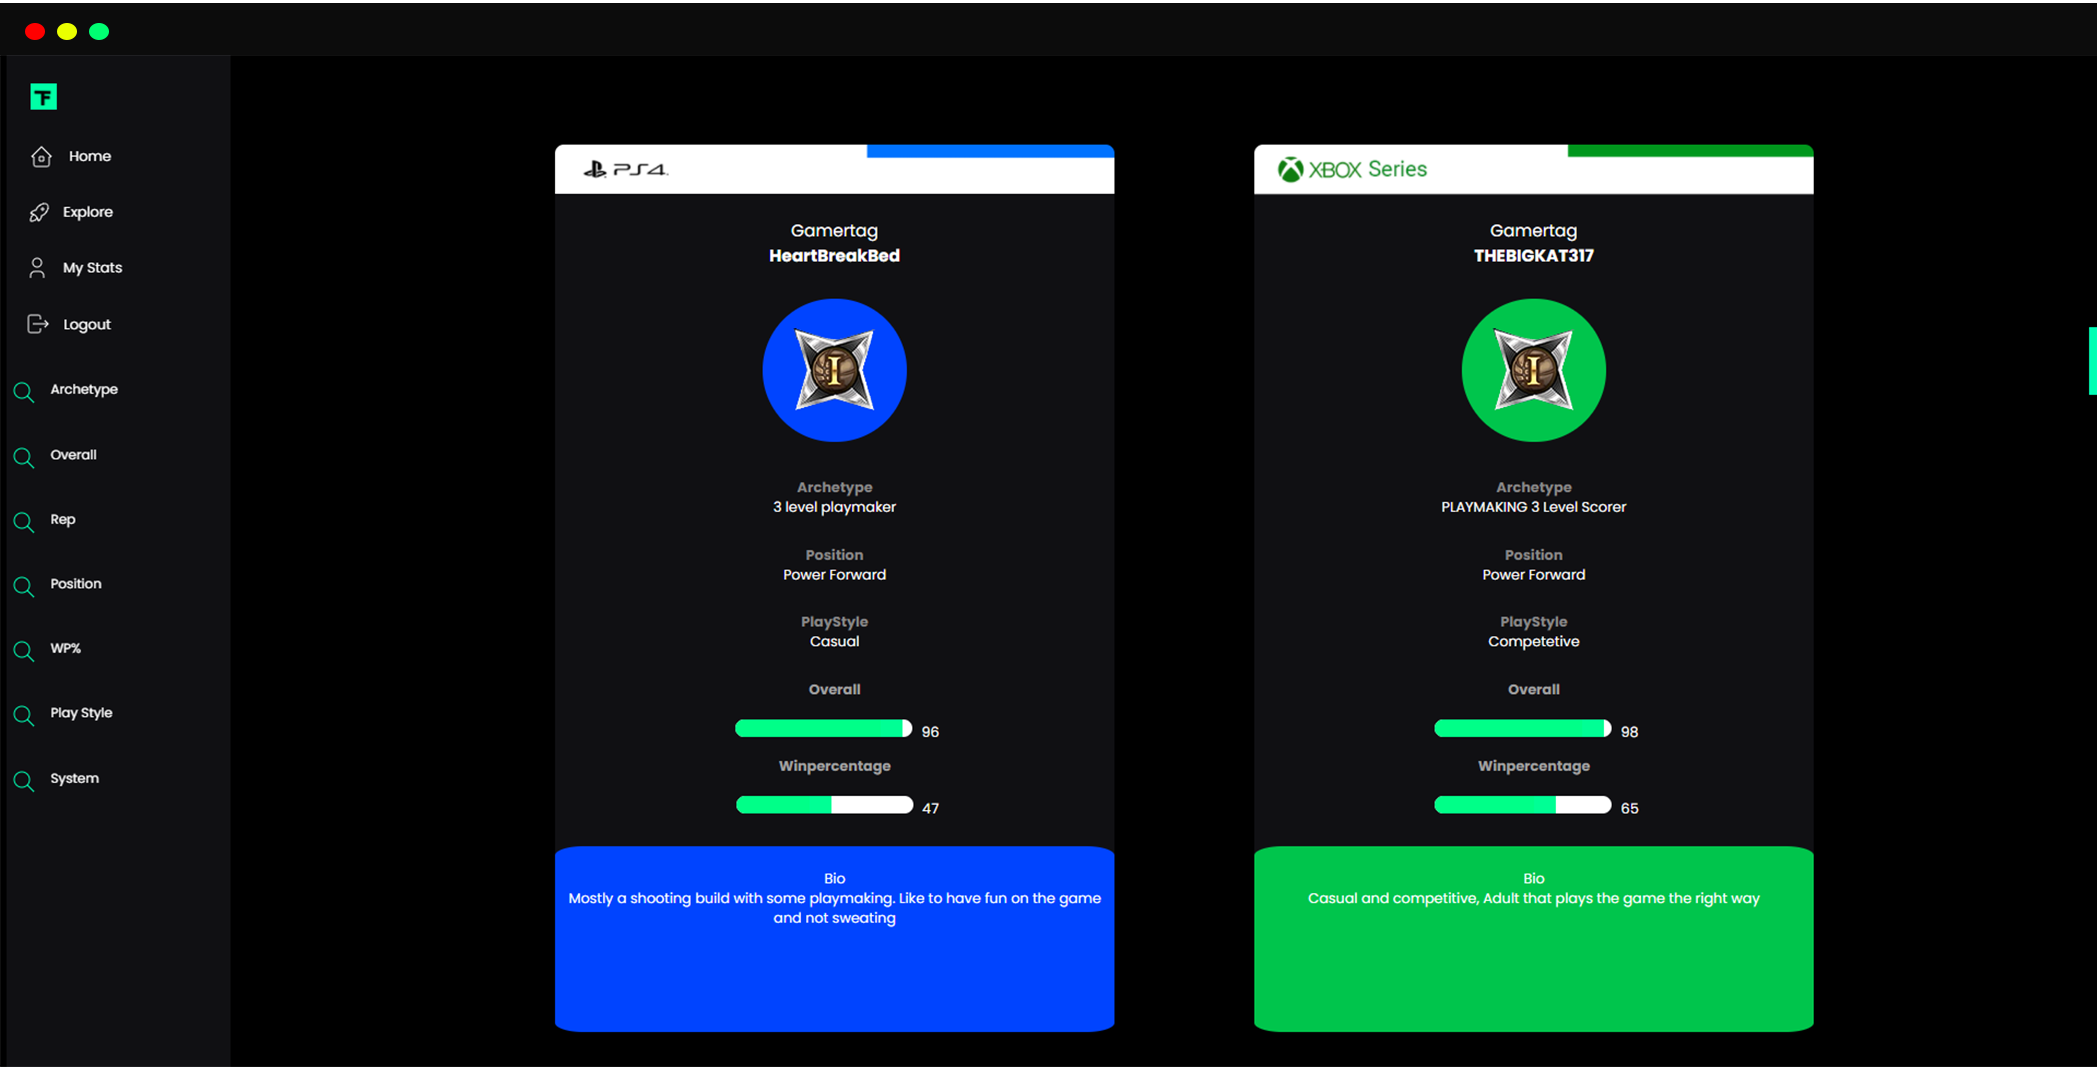 TF
Home
Explore
My Stats
Logout
Archetype
Overall
Rep
Position
WP%
Play Style
System
PS4
Gamertag
HeartBreakBed
I
Archetype
3 level playmaker
Position
Power Forward
PlayStyle
Casual
Overall
96
Winpercentage
47
Bio
Mostly a shooting build with some playmaking. Like to have fun on the game
and not sweating
XBOX Series
Gamertag
THEBIGKAT317
I
Archetype
PLAYMAKING 3 Level Scorer
Position
Power Forward
PlayStyle
Competetive
Overall
98
Winpercentage
65
Bio
Casual and competitive, Adult that plays the game the right way